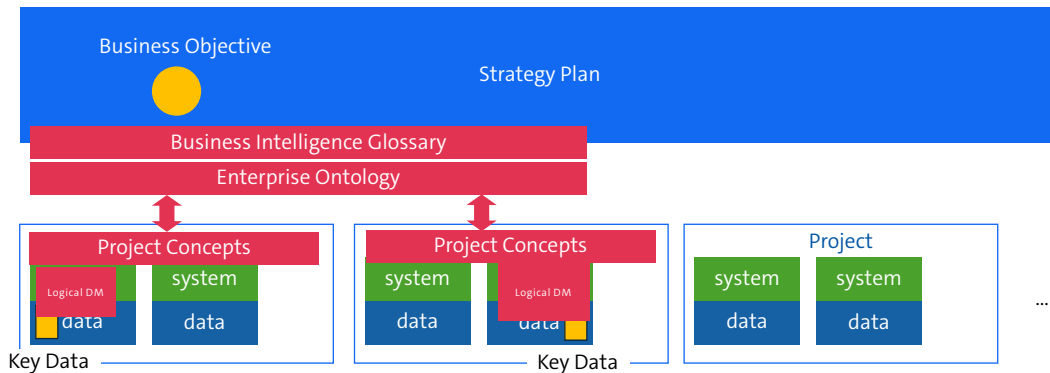 Business Objective
Strategy Plan
Business Intelligence Glossary
Enterprise Ontology
Project Concepts
Project Concepts
Project
system
system
system
system
Logical DM
Logical DM
data
data
data
data
data
data
...
Key Data
Key Data